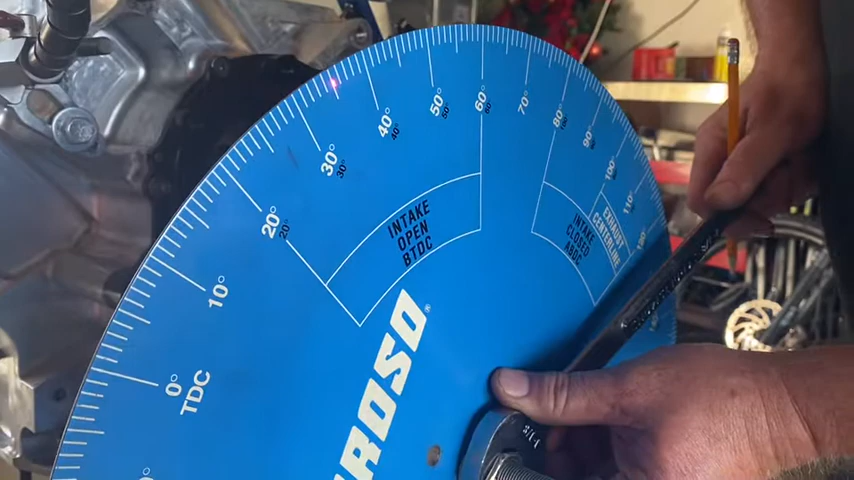 0°
TDC
10°
20°
20°
30°
30°
40°
40°
50°
50°
60°
60°
70°
80°
80°
90°
90°
100°
110°
INTAKE
OPEN
BTDC
INTAKE
CLOSED
ABDC
EXHAUST
CENTERLINE
ROSO
®